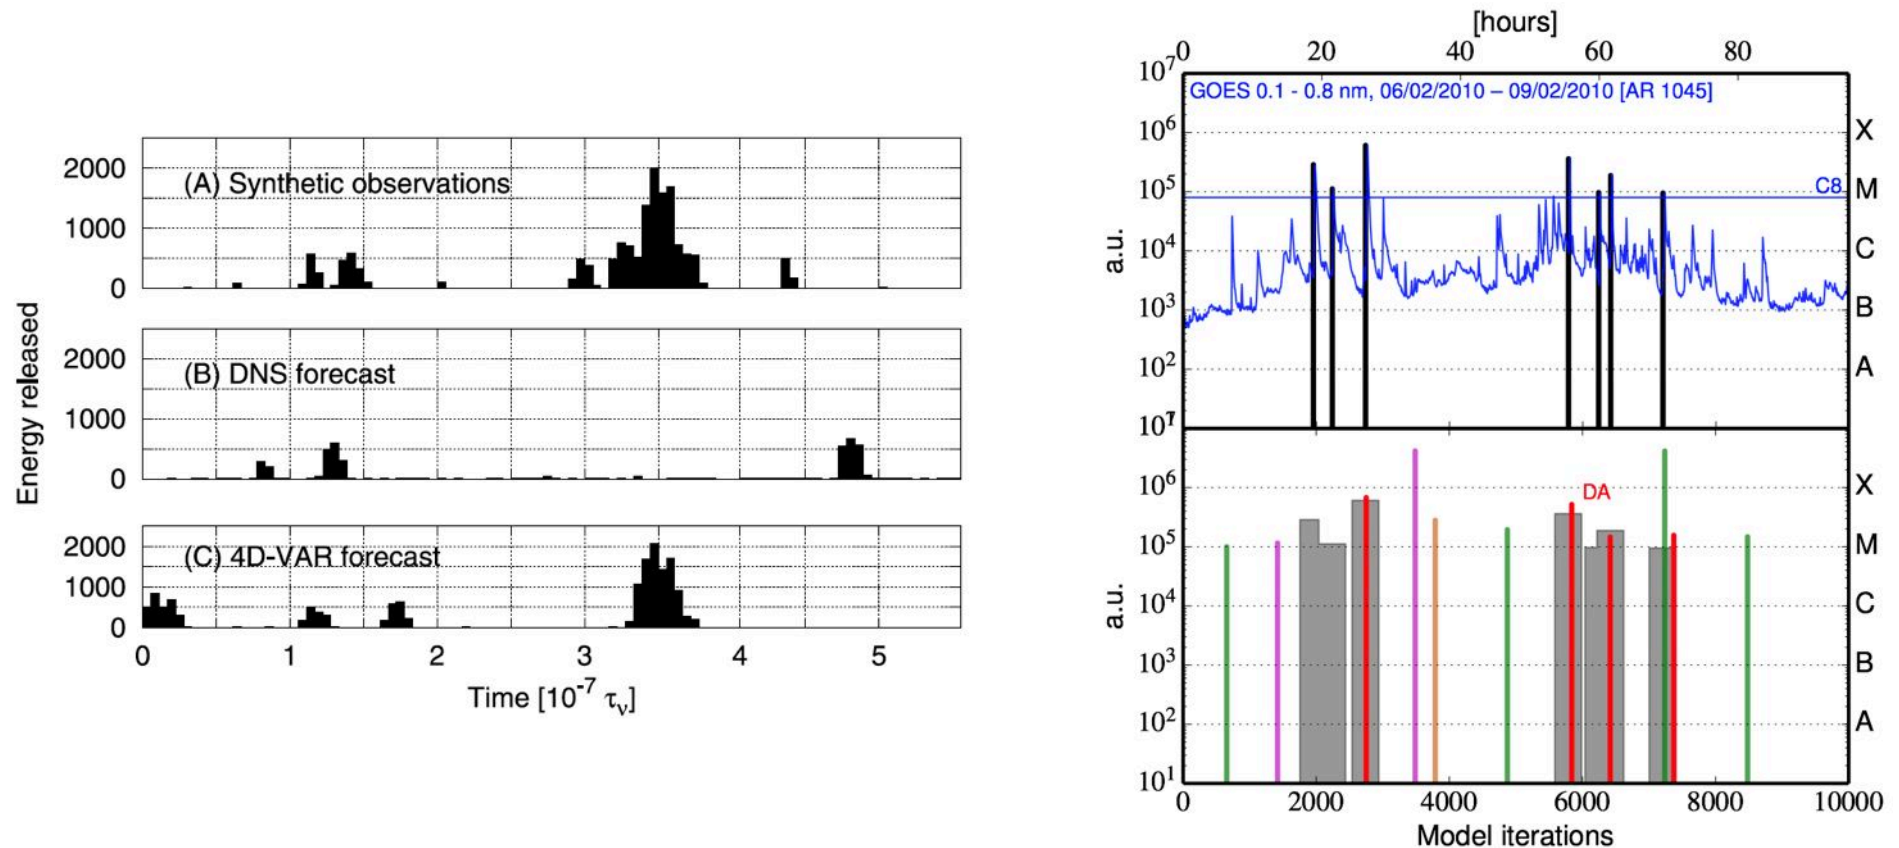 Energy released
2000
(A) Synthetic observations
1000
0
2000
(B) DNS forecast
1000
0
2000
(C) 4D-VAR forecast
1000
0
0 1 2 3 4 5
Time [10⁻⁷ τᵥ]
[hours]
0 20 40 60 80
10⁷
GOES 0.1 - 0.8 nm, 06/02/2010 – 09/02/2010 [AR 1045]
10⁶ X
C8
10⁵ M
a.u.
10⁴ C
10³ B
10² A
10⁶ X
DA
10⁵ M
a.u.
10⁴ C
10³ B
10² A
10¹
0 2000 4000 6000 8000 10000
Model iterations